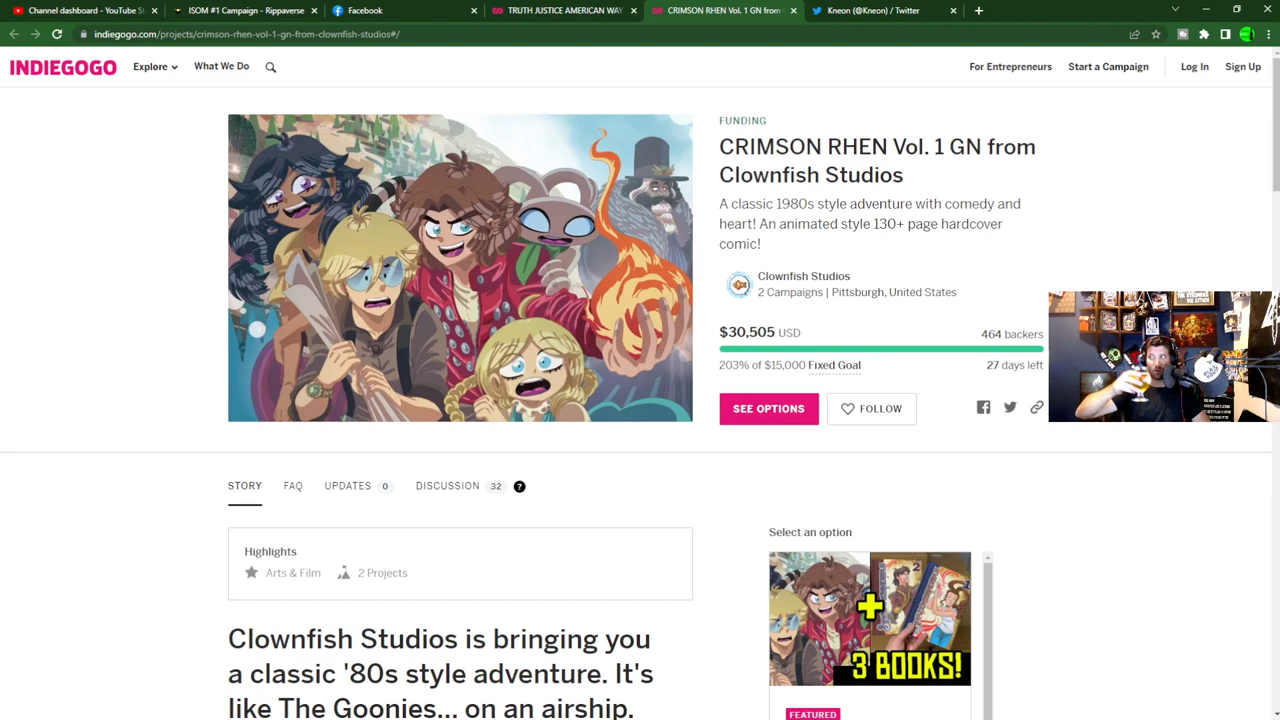 Channel dashboard - YouTube S
ISOM #1 Campaign - Rippaverse
Facebook
TRUTH JUSTICE AMERICAN WAY
CRIMSON RHEN Vol. 1 GN from
Kneon (@Kneon) / Twitter
indiegogo.com/projects/crimson-rhen-vol-1-gn-from-clownfish-studios#/
INDIEGOGO
Explore
What We Do
For Entrepreneurs
Start a Campaign
Log In
Sign Up
FUNDING
CRIMSON RHEN Vol. 1 GN from
Clownfish Studios
A classic 1980s style adventure with comedy and
heart! An animated style 130+ page hardcover
comic!
Clownfish Studios
2 Campaigns | Pittsburgh, United States
$30,505 USD
464 backers
203% of $15,000 Fixed Goal
27 days left
SEE OPTIONS
FOLLOW
STORY
FAQ
UPDATES 0
DISCUSSION 32 ?
Highlights
Arts & Film
2 Projects
Clownfish Studios is bringing you
a classic '80s style adventure. It's
like The Goonies... on an airship.
Select an option
2
3 BOOKS!
FEATURED